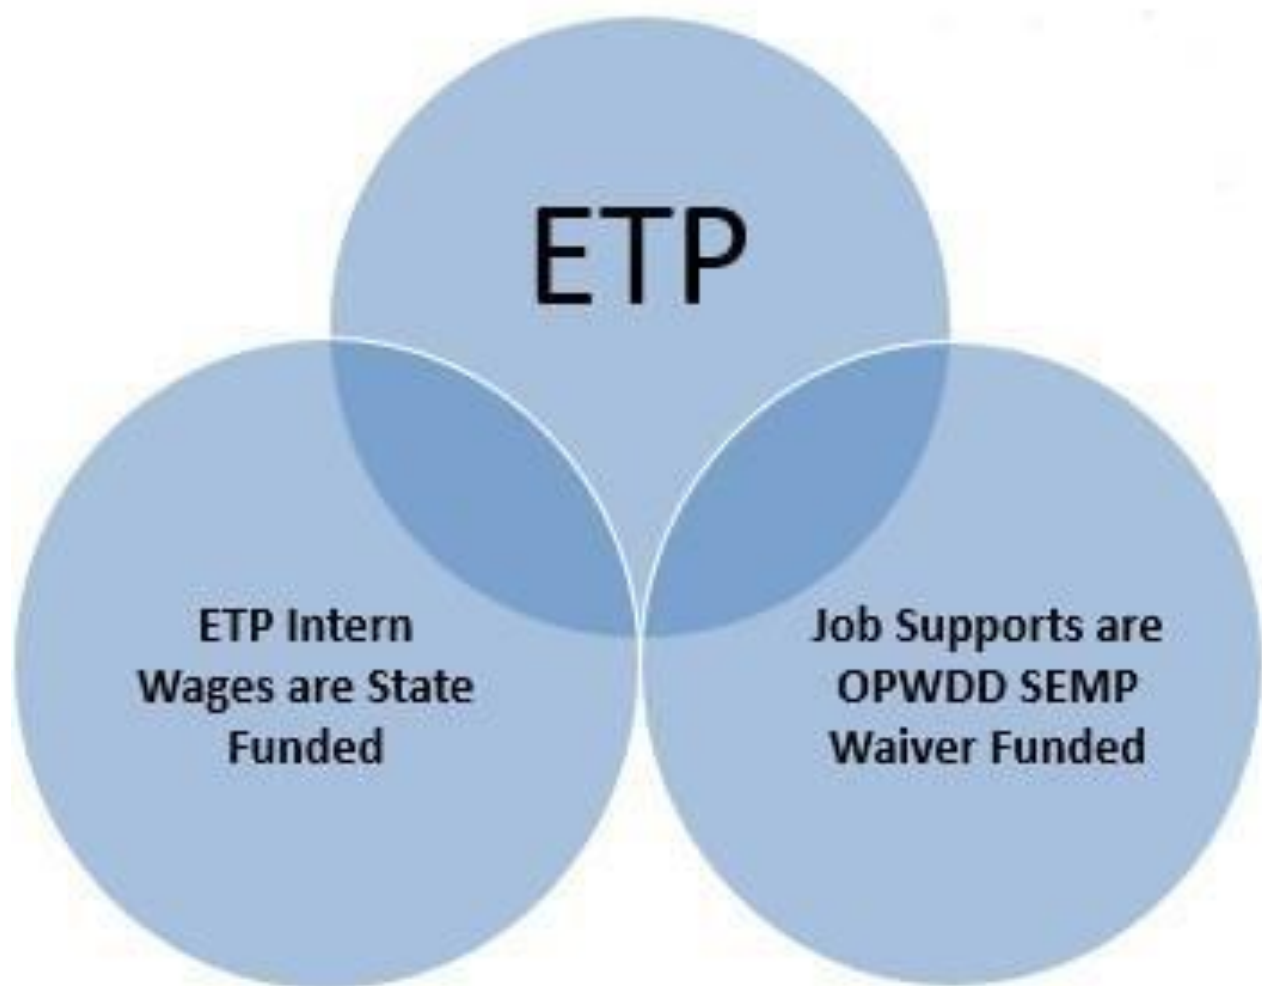 ETP
ETP Intern
Wages are State
Funded
Job Supports are
OPWDD SEMP
Waiver Funded